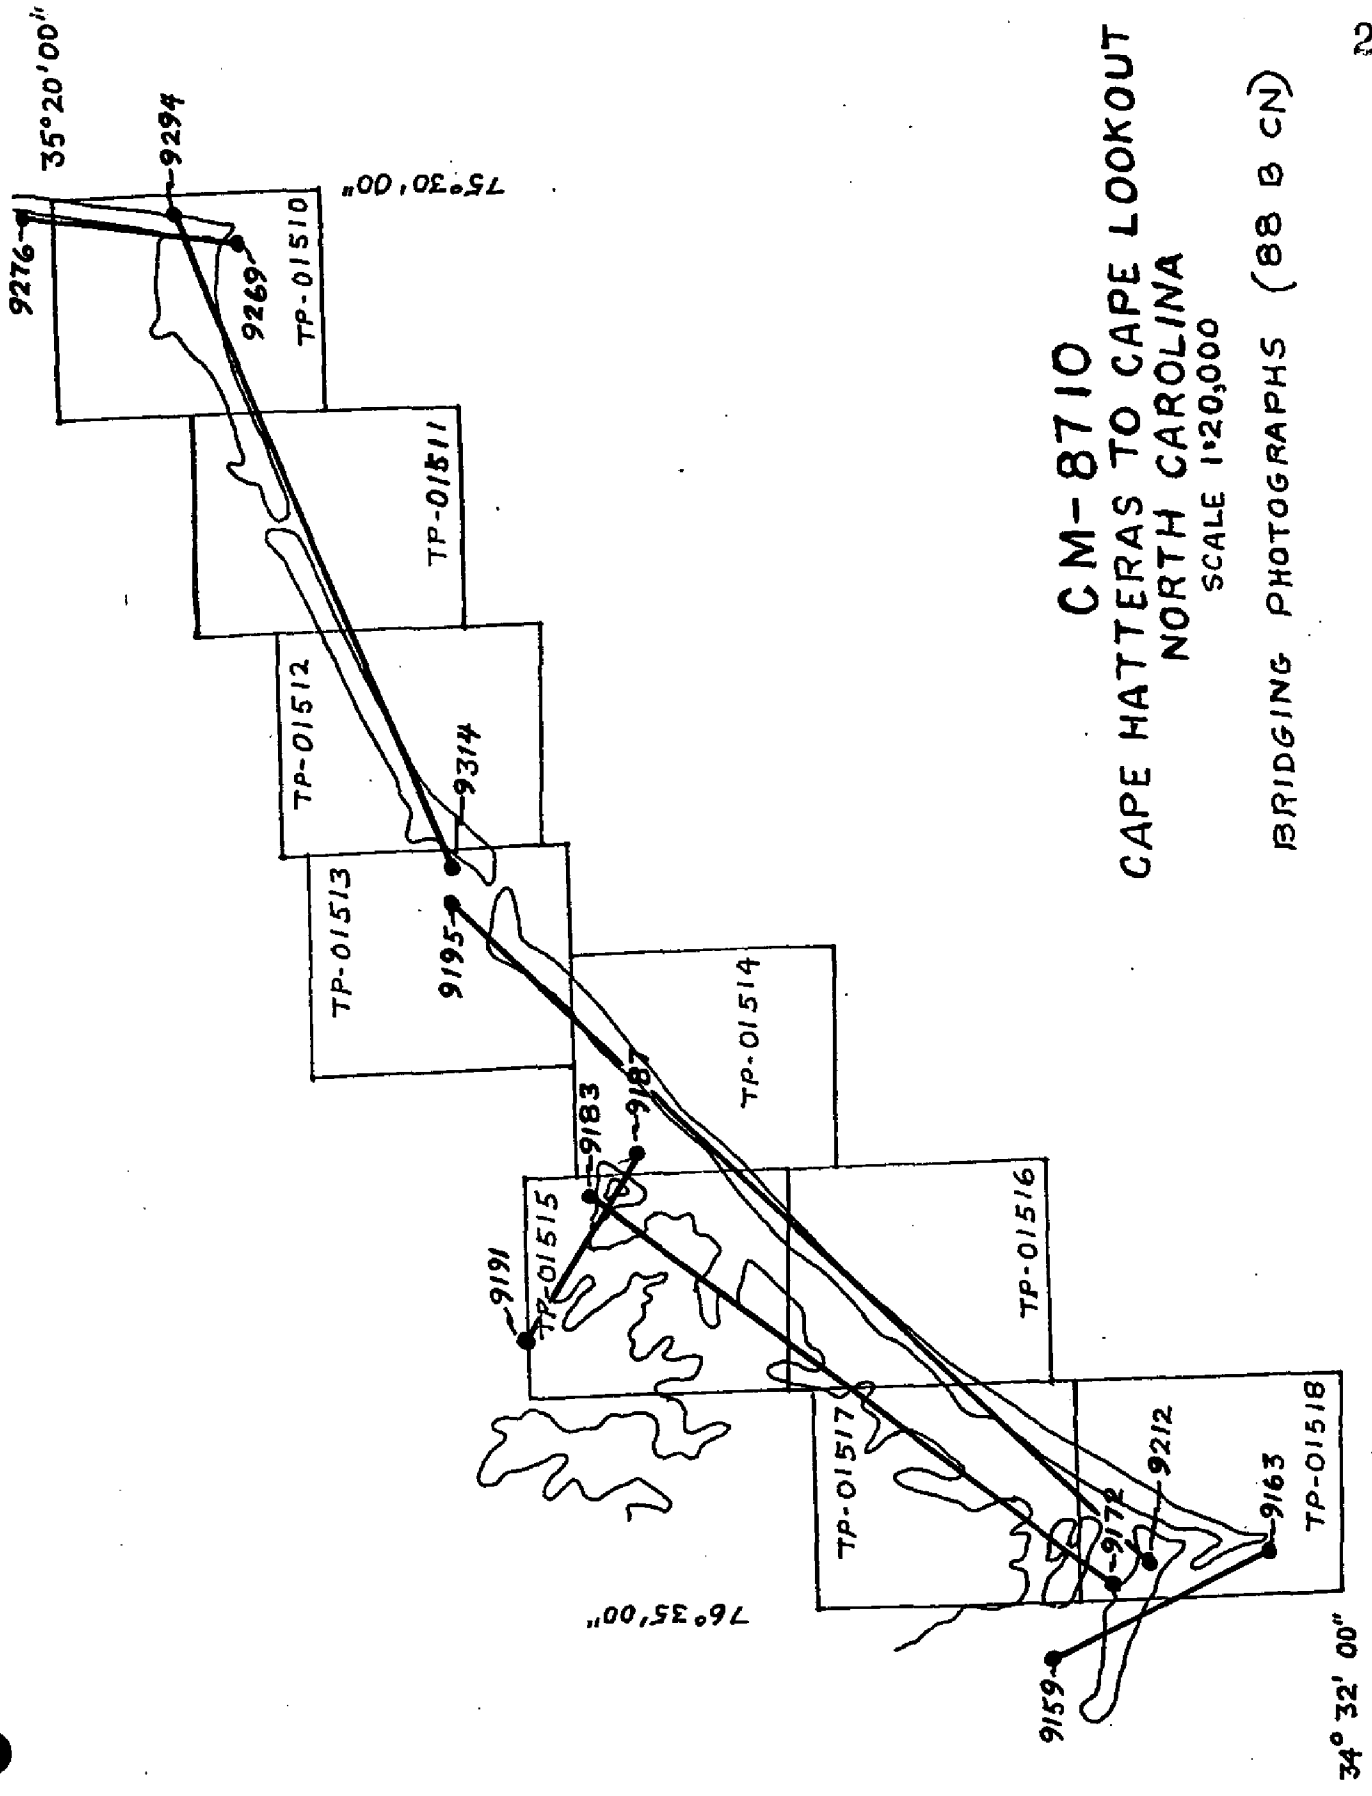 CM-8710
CAPE HATTERAS TO CAPE LOOKOUT
NORTH CAROLINA
SCALE 1:20,000
BRIDGING PHOTOGRAPHS (88 B CN)
35°20'00"
75°30'00"
9276
9294
9269
TP-01510
TP-01511
TP-01512
9314
TP-01513
9195
TP-01514
9183
9187
9191
TP-01515
TP-01516
TP-01517
9172
9212
9163
TP-01518
9159
76°35'00"
34°32'00"
2